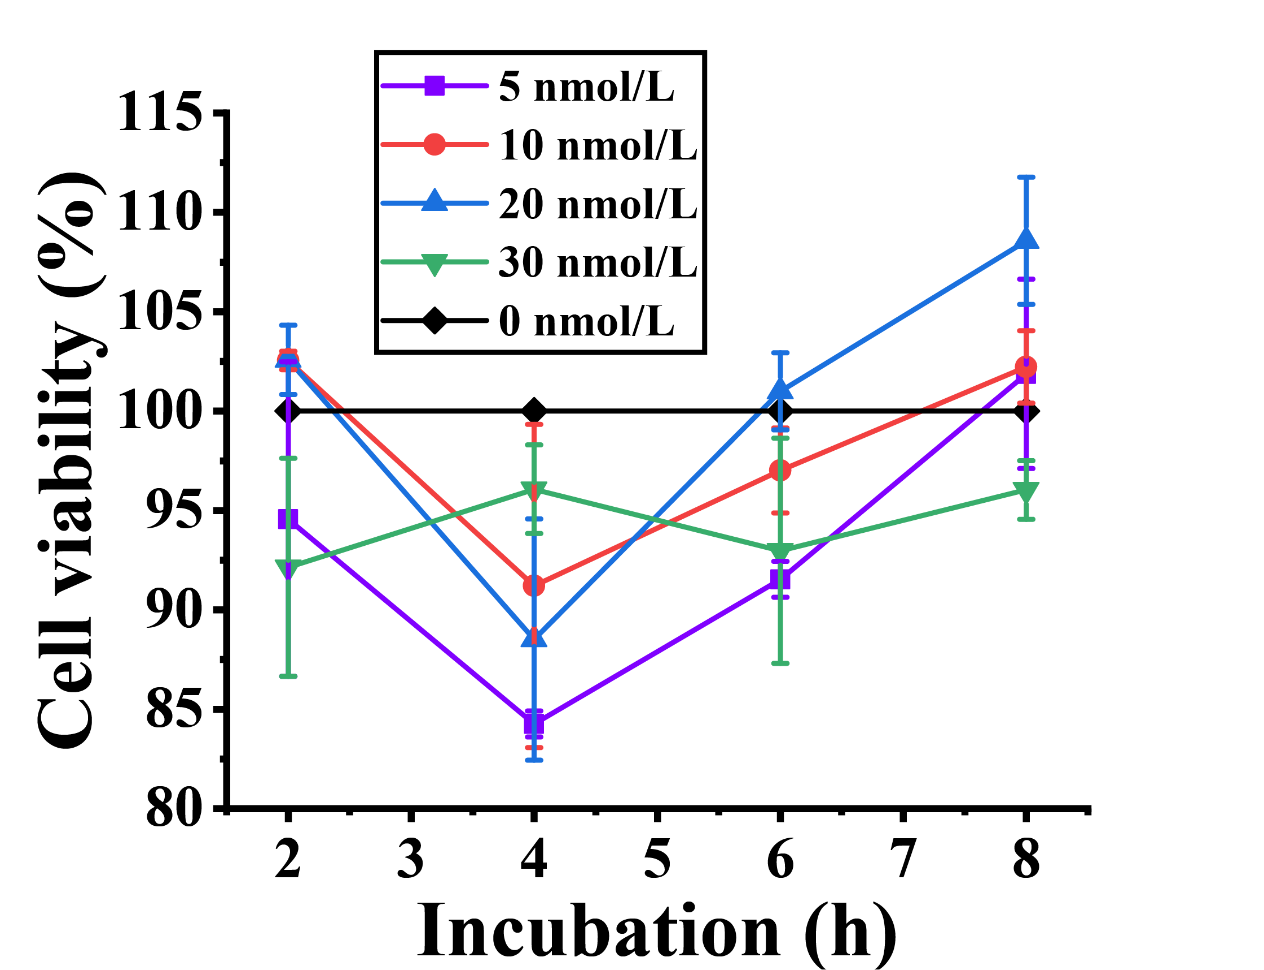 5 nmol/L
10 nmol/L
20 nmol/L
30 nmol/L
0 nmol/L
115
110
105
100
95
90
85
80
Cell viability (%)
2 3 4 5 6 7 8
Incubation (h)